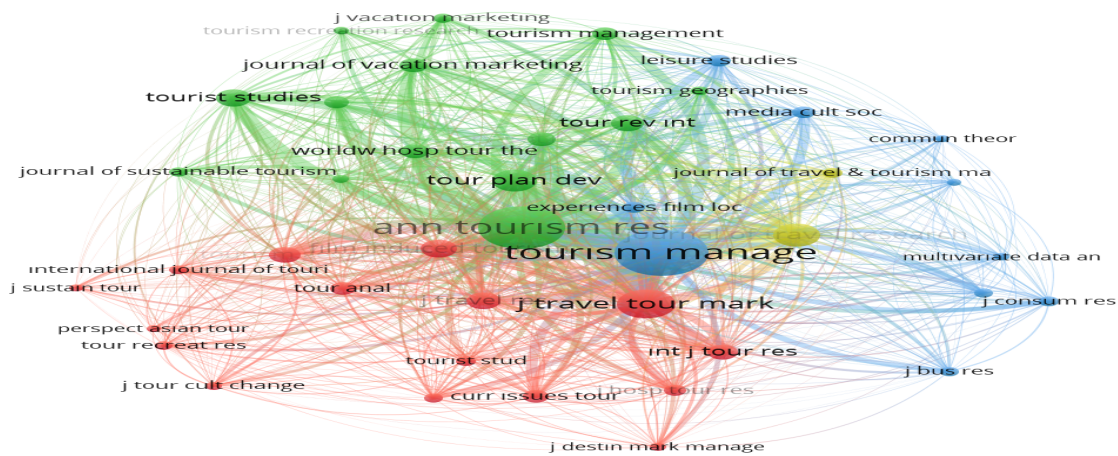 j vacation marketing
tourism recreation research
tourism management
journal of vacation marketing
leisure studies
tourism geographies
tourist studies
media cult soc
tour rev int
commun theor
worldw hosp tour the
journal of sustainable tourism
journal of travel & tourism ma
tour plan dev
experiences film loc
ann tourism res
tourism manage
multivariate data an
international journal of touri
j sustain tour
tour anal
j travel tour mark
j consum res
perspect asian tour
tour recreat res
int j tour res
tourist stud
j bus res
j tour cult change
curr issues tour
j hosp tour res
j destin mark manage